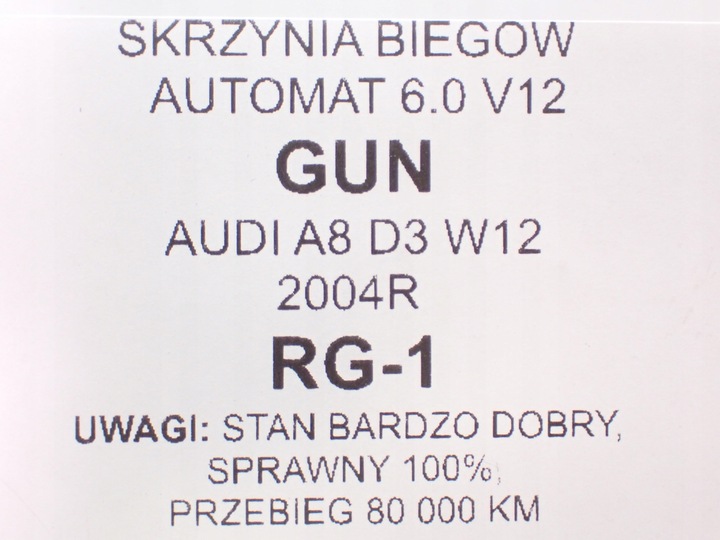 SKRZYNIA BIEGÓW
AUTOMAT 6.0 V12
GUN
AUDI A8 D3 W12
2004R
RG-1
UWAGI: STAN BARDZO DOBRY,
SPRAWNY 100%,
PRZEBIEG 80 000 KM